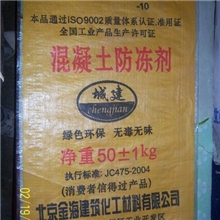 -10
本品通过ISO9002质量体系认证.准用证
全国工业产品生产许可证
混凝土防冻剂
城建
chengjian
绿色环保 无毒无味
净重50±1kg
执行标准:JC475-2004
(消费者信得过产品)
北京金海建筑化工材料有限